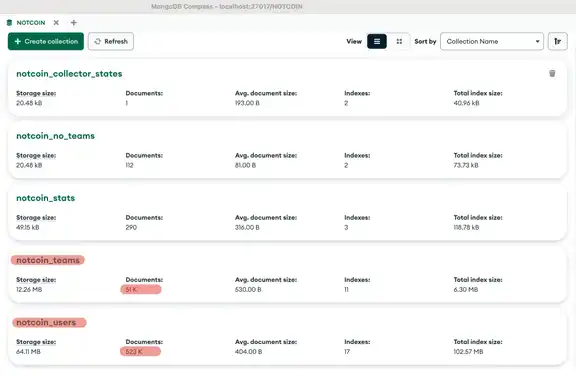 MongoDB Compass - localhost:27017/NOTCOIN
NOTCOIN
Create collection Refresh View Sort by Collection Name
notcoin_collector_states
Storage size: Documents: Avg. document size: Indexes: Total index size:
20.48 kB 1 193.00 B 2 40.96 kB
notcoin_no_teams
Storage size: Documents: Avg. document size: Indexes: Total index size:
20.48 kB 112 81.00 B 2 73.73 kB
notcoin_stats
Storage size: Documents: Avg. document size: Indexes: Total index size:
49.15 kB 290 316.00 B 3 118.78 kB
notcoin_teams
Storage size: Documents: Avg. document size: Indexes: Total index size:
12.26 MB 51 K 530.00 B 11 6.30 MB
notcoin_users
Storage size: Documents: Avg. document size: Indexes: Total index size:
64.11 MB 523 K 404.00 B 17 102.57 MB